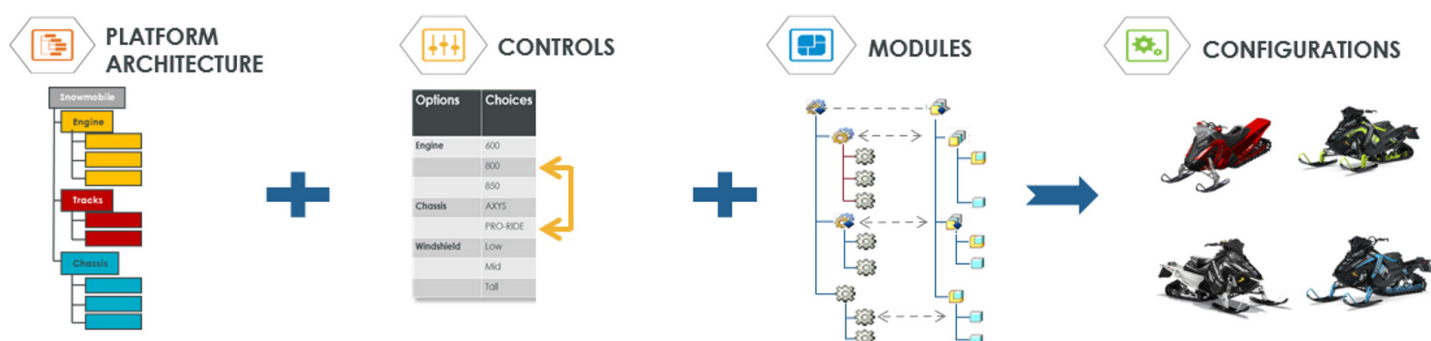 PLATFORM
ARCHITECTURE
Snowmobile
Engine
Tracks
Chassis
CONTROLS
Options Choices
Engine 600
800
850
Chassis AXYS
PRO-RIDE
Windshield Low
Mid
Tall
MODULES
CONFIGURATIONS